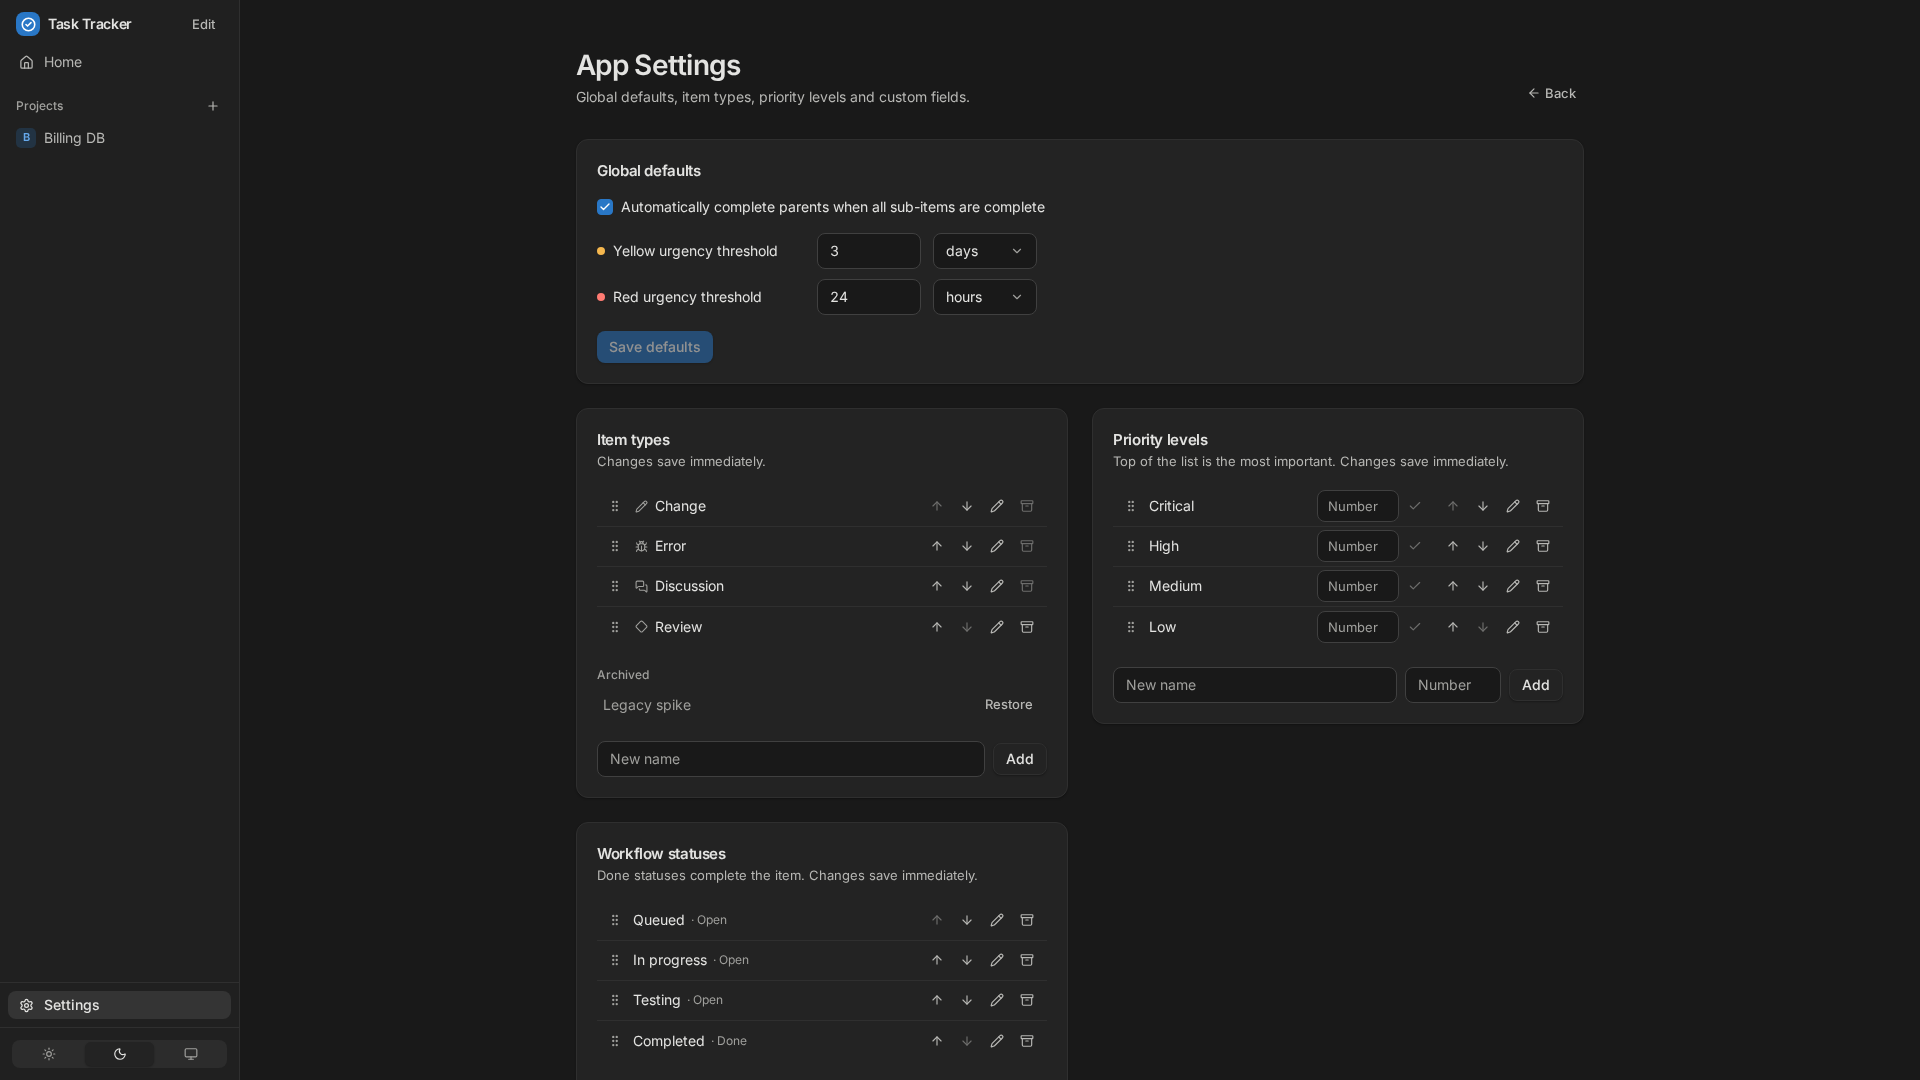 Task Tracker
Edit
Home
Projects
B
Billing DB
Settings
App Settings
Global defaults, item types, priority levels and custom fields.
Back
Global defaults
Automatically complete parents when all sub-items are complete
Yellow urgency threshold
3
days
Red urgency threshold
24
hours
Save defaults
Item types
Changes save immediately.
Change
Error
Discussion
Review
Archived
Legacy spike
Restore
New name
Add
Priority levels
Top of the list is the most important. Changes save immediately.
Critical
Number
High
Number
Medium
Number
Low
Number
New name
Number
Add
Workflow statuses
Done statuses complete the item. Changes save immediately.
Queued · Open
In progress · Open
Testing · Open
Completed · Done